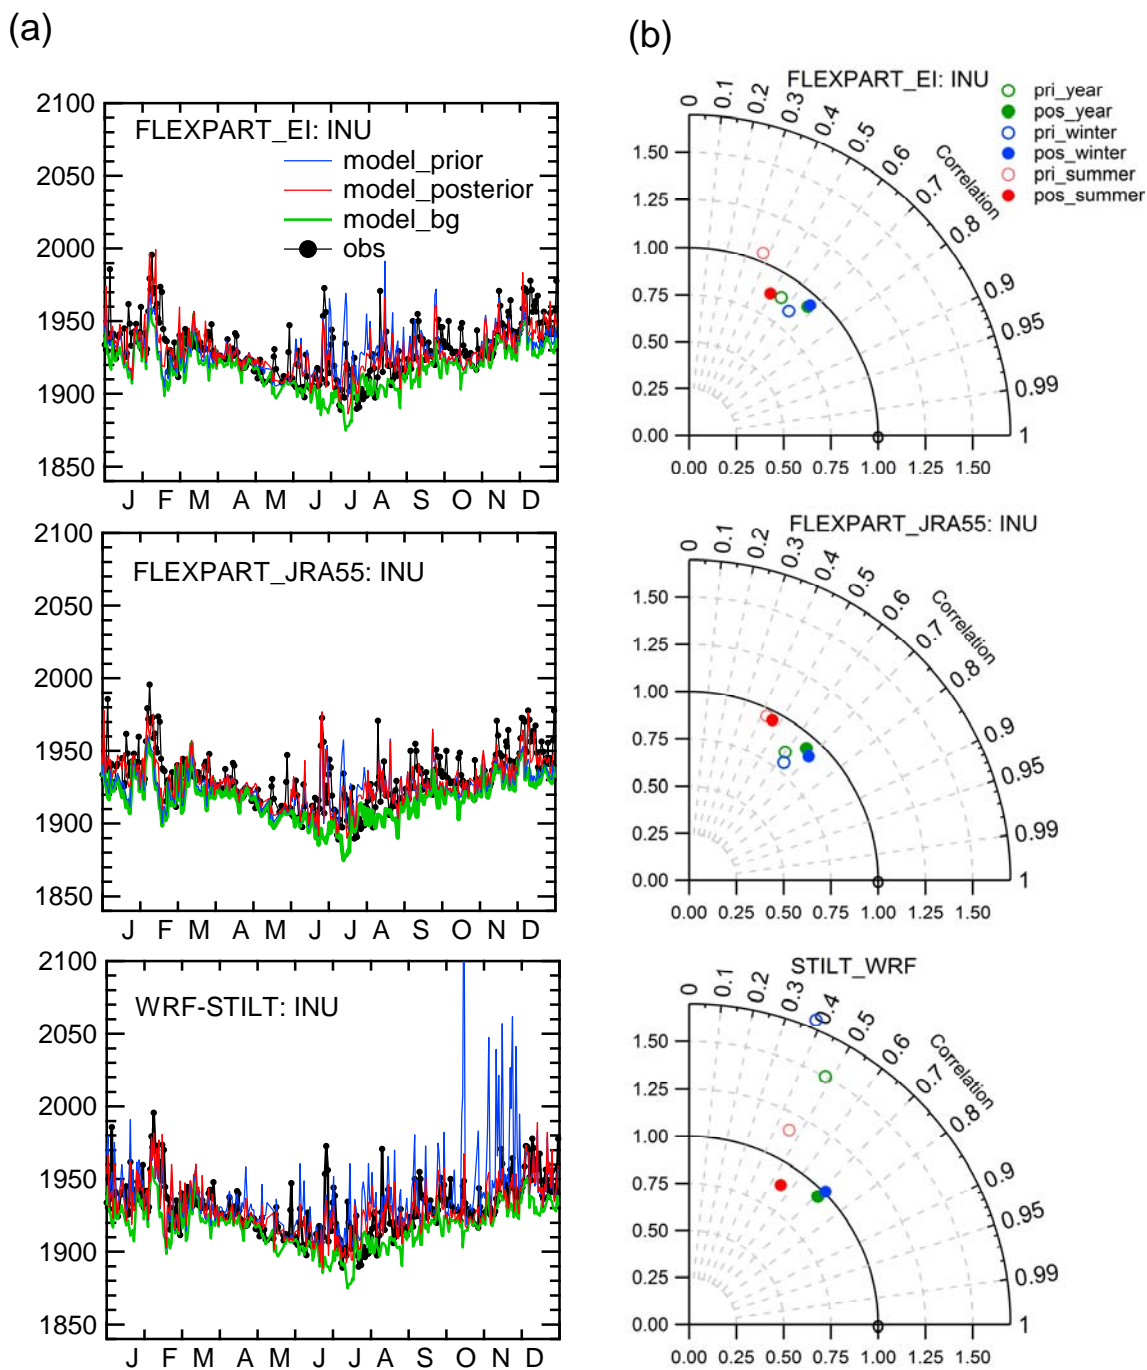 (a)
2100
2050
2000
1950
1900
1850
FLEXPART_EI: INU
model_prior
model_posterior
model_bg
obs
J F M A M J J A S O N D
2100
2050
2000
1950
1900
1850
FLEXPART_JRA55: INU
J F M A M J J A S O N D
2100
2050
2000
1950
1900
1850
WRF-STILT: INU
J F M A M J J A S O N D
(b)
FLEXPART_EI: INU
pri_year
pos_year
pri_winter
pos_winter
pri_summer
pos_summer
0 0.1 0.2 0.3 0.4 0.5 0.6 0.7 0.8 0.9 0.95 0.99 1
Correlation
1.50
1.25
1.00
0.75
0.50
0.25
0.00
0.00 0.25 0.50 0.75 1.00 1.25 1.50
FLEXPART_JRA55: INU
0 0.1 0.2 0.3 0.4 0.5 0.6 0.7 0.8 0.9 0.95 0.99 1
Correlation
1.50
1.25
1.00
0.75
0.50
0.25
0.00
0.00 0.25 0.50 0.75 1.00 1.25 1.50
STILT_WRF
0 0.1 0.2 0.3 0.4 0.5 0.6 0.7 0.8 0.9 0.95 0.99 1
Correlation
1.50
1.25
1.00
0.75
0.50
0.25
0.00
0.00 0.25 0.50 0.75 1.00 1.25 1.50